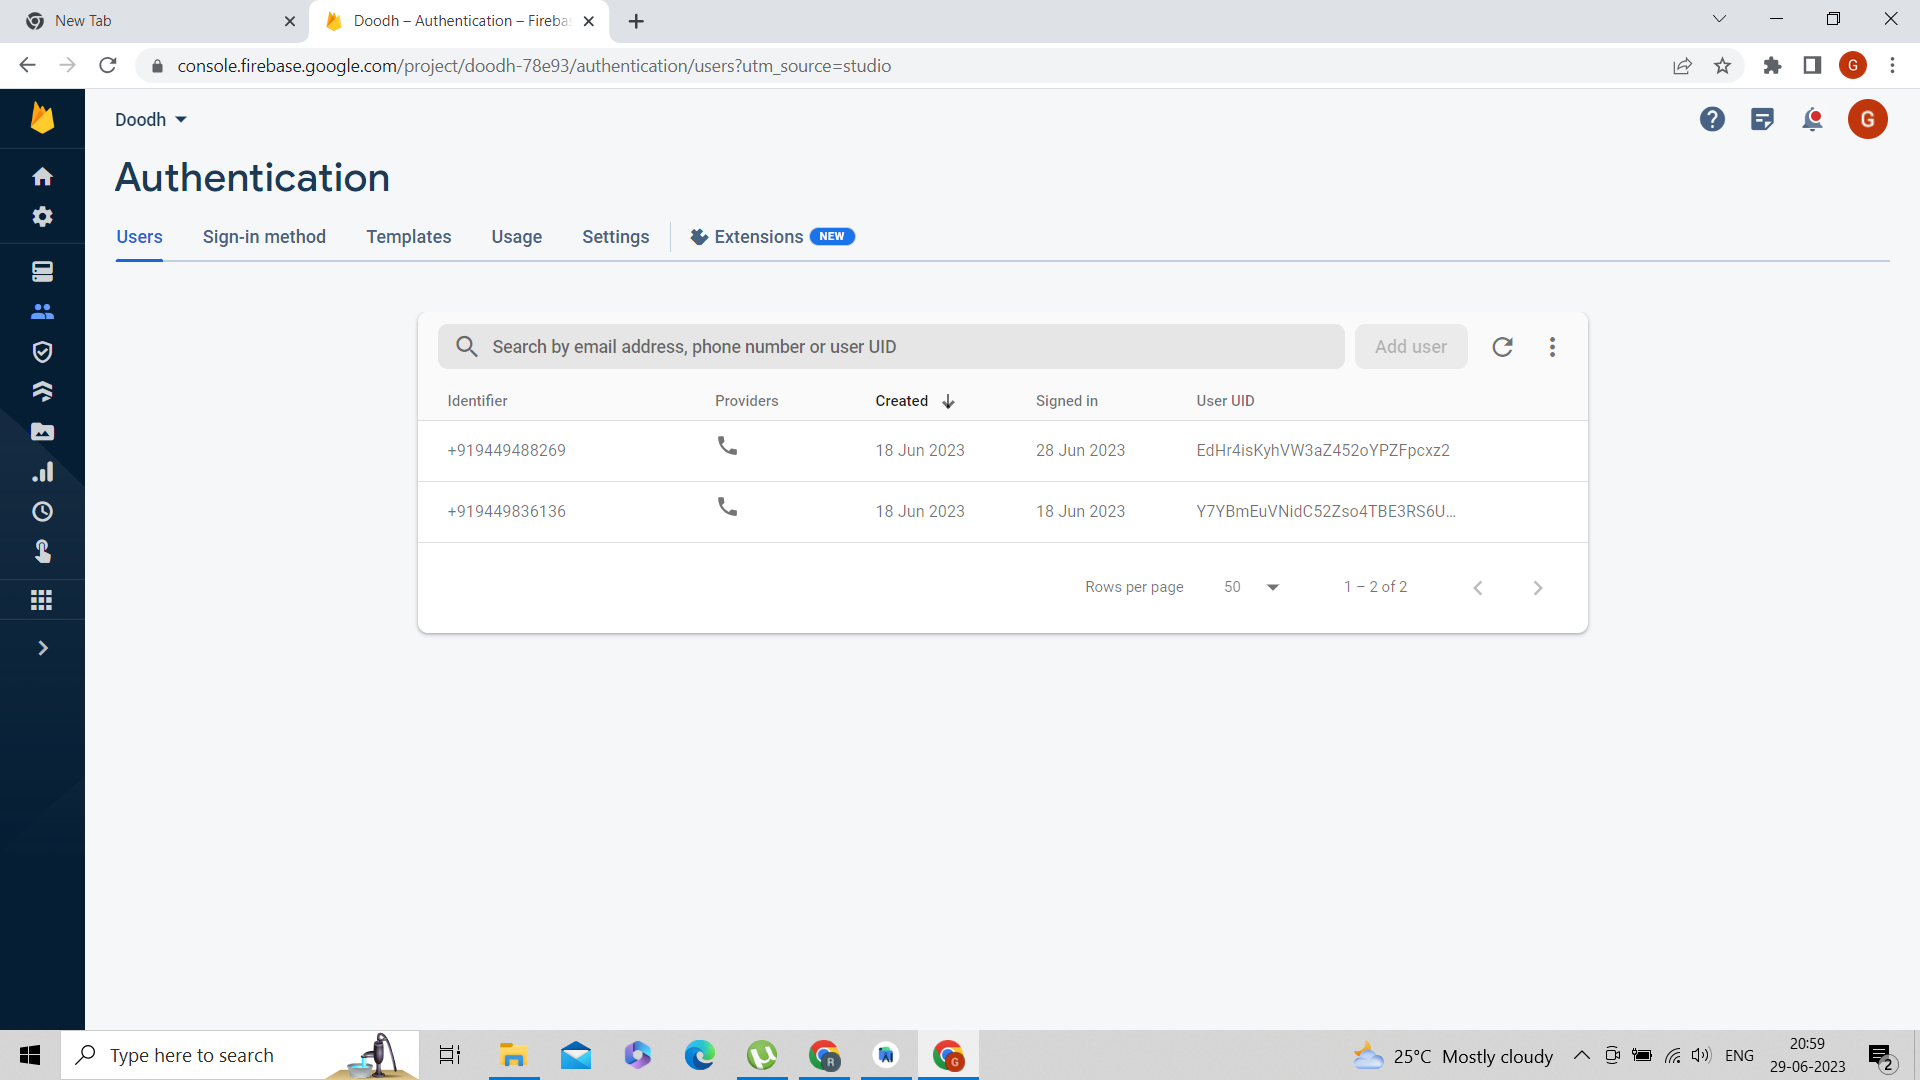 New Tab
Doodh – Authentication – Fireba
console.firebase.google.com/project/doodh-78e93/authentication/users?utm_source=studio
G
Doodh
G
Authentication
Users Sign-in method Templates Usage Settings Extensions NEW
Search by email address, phone number or user UID Add user
Identifier Providers Created Signed in User UID
+919449488269 18 Jun 2023 28 Jun 2023 EdHr4isKyhVW3aZ452oYPZFpcxz2
+919449836136 18 Jun 2023 18 Jun 2023 Y7YBmEuVNidC52Zso4TBE3RS6U...
Rows per page 50 1 – 2 of 2
Type here to search
R
G
25°C Mostly cloudy
ENG
20:59
29-06-2023
2